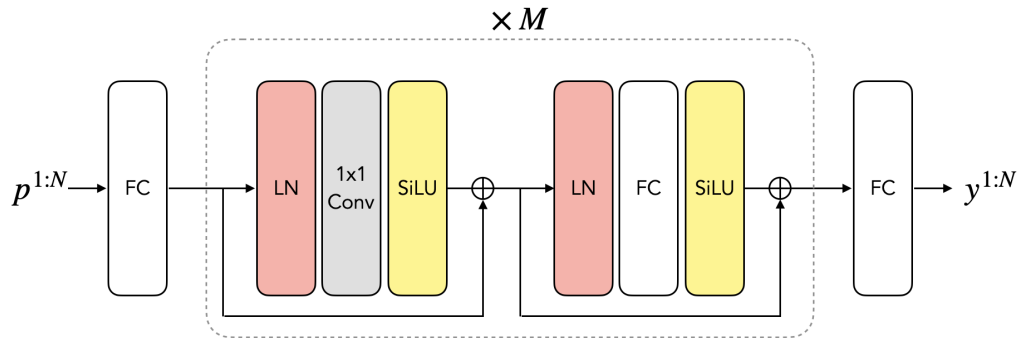 × M
p^{1:N}
FC
LN
1x1
Conv
SiLU
LN
FC
SiLU
FC
y^{1:N}